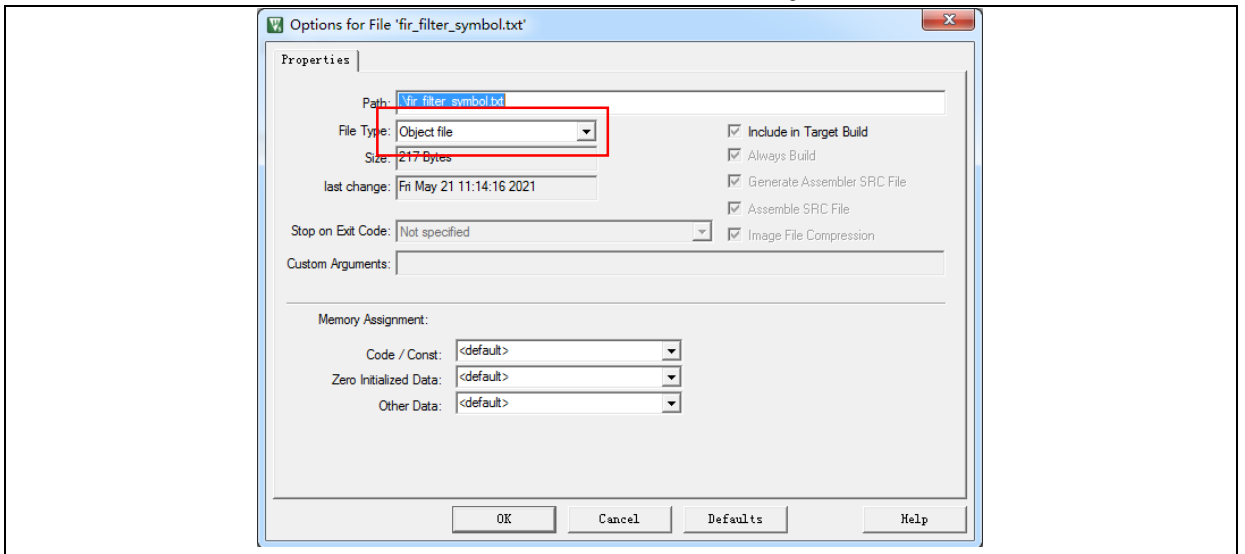 Options for File 'fir_filter_symbol.txt'
Properties
Path: .\fir_filter_symbol.txt
File Type: Object file
Include in Target Build
Size: 217 Bytes
Always Build
last change: Fri May 21 11:14:16 2021
Generate Assembler SRC File
Assemble SRC File
Stop on Exit Code: Not specified
Image File Compression
Custom Arguments:
Memory Assignment:
Code / Const: <default>
Zero Initialized Data: <default>
Other Data: <default>
OK Cancel Defaults Help